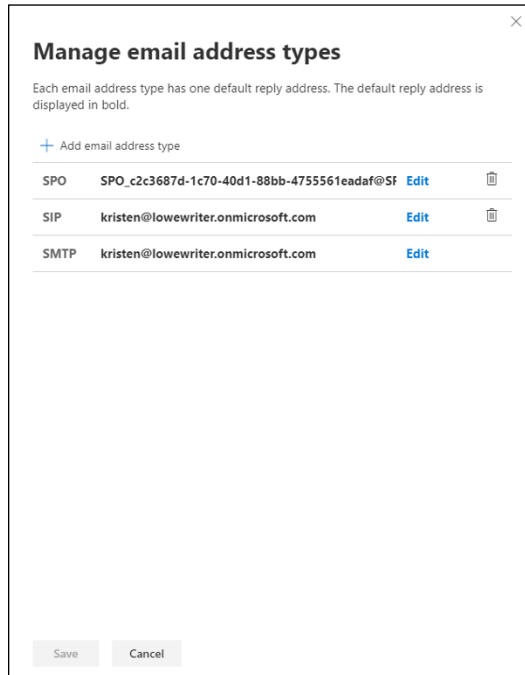 Manage email address types
Each email address type has one default reply address. The default reply address is
displayed in bold.
+ Add email address type
SPO SPO_c2c3687d-1c70-40d1-88bb-4755561eadaf@SF Edit
SIP kristen@lowewriter.onmicrosoft.com Edit
SMTP kristen@lowewriter.onmicrosoft.com Edit
Save Cancel